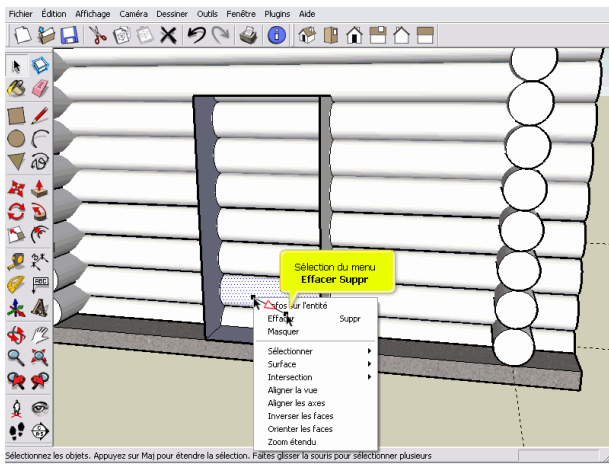 Fichier Édition Affichage Caméra Dessiner Outils Fenêtre Plugins Aide
ABC
Sélection du menu
Effacer Suppr
Infos sur l'entité
Effacer Suppr
Masquer
Sélectionner
Surface
Intersection
Aligner la vue
Aligner les axes
Inverser les faces
Orienter les faces
Zoom étendu
Sélectionnez les objets. Appuyez sur Maj pour étendre la sélection. Faites glisser la souris pour sélectionner plusieurs